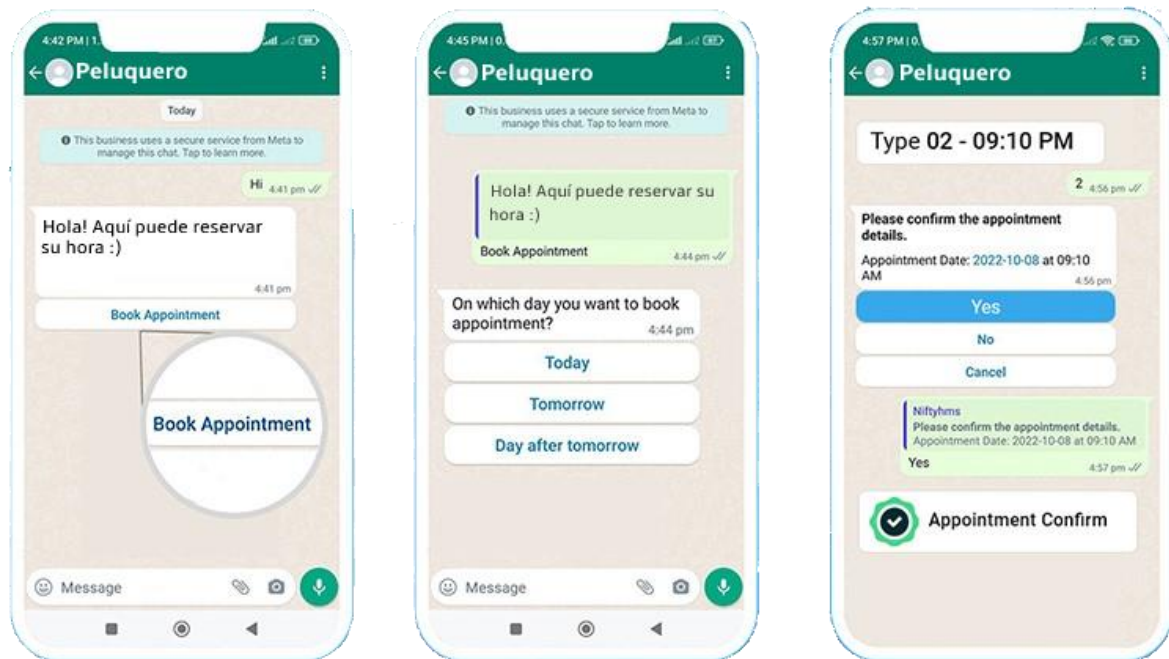 4:42 PM | 1.
Peluquero
Today
This business uses a secure service from Meta to
manage this chat. Tap to learn more.
Hi 4:41 pm
Hola! Aquí puede reservar
su hora :)
4:41 pm
Book Appointment
Book Appointment
Message
4:45 PM | 0.
Peluquero
This business uses a secure service from Meta to
manage this chat. Tap to learn more.
Hola! Aquí puede reservar su
hora :)
Book Appointment 4:44 pm
On which day you want to book
appointment? 4:44 pm
Today
Tomorrow
Day after tomorrow
Message
4:57 PM | 0.
Peluquero
Type 02 - 09:10 PM
2 4:56 pm
Please confirm the appointment
details.
Appointment Date: 2022-10-08 at 09:10
AM 4:56 pm
Yes
No
Cancel
Niftyhms
Please confirm the appointment details.
Appointment Date: 2022-10-08 at 09:10 AM
Yes 4:57 pm
Appointment Confirm